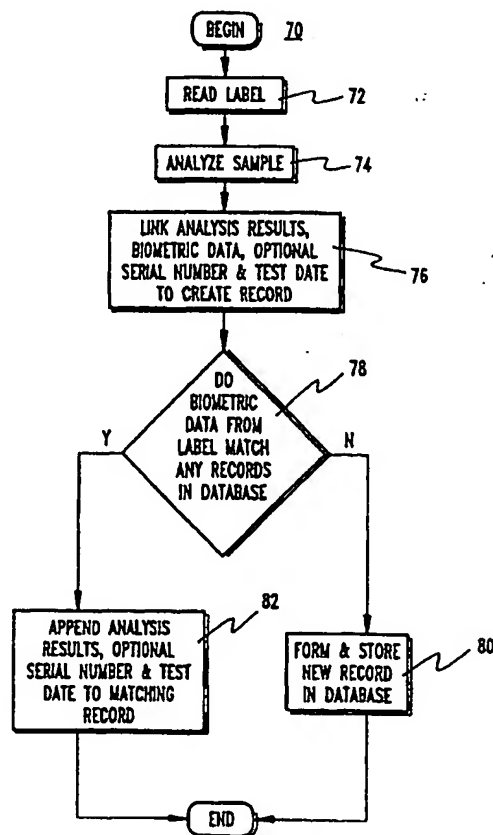 BEGIN
70
READ LABEL
72
ANALYZE SAMPLE
74
LINK ANALYSIS RESULTS,
BIOMETRIC DATA, OPTIONAL
SERIAL NUMBER & TEST DATE
TO CREATE RECORD
76
DO
BIOMETRIC
DATA FROM
LABEL MATCH
ANY RECORDS
IN DATABASE
78
Y
N
APPEND ANALYSIS
RESULTS, OPTIONAL
SERIAL NUMBER & TEST
DATE TO MATCHING
RECORD
82
FORM & STORE
NEW RECORD
IN DATABASE
80
END